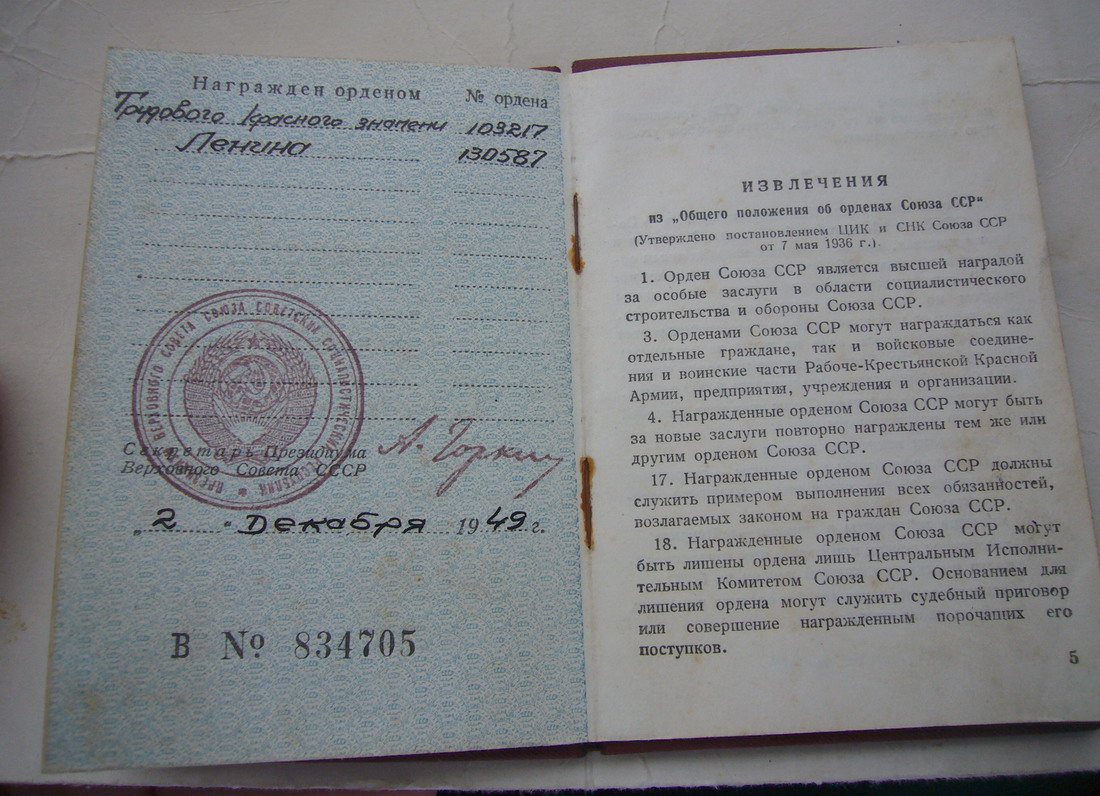 Награжден орденом № ордена
Трудового Красного знамени 103217
Ленина 130587
ПРЕЗИДИУМ ВЕРХОВНОГО СОВЕТА СОЮЗА СОВЕТСКИХ СОЦИАЛИСТИЧЕСКИХ РЕСПУБЛИК
Секретарь Президиума
Верховного Совета СССР
А. Горкин
„2" Декабря 1949 г.
В № 834705
ИЗВЛЕЧЕНИЯ
из „Общего положения об орденах Союза ССР"
(Утверждено постановлением ЦИК и СНК Союза ССР
от 7 мая 1936 г.)
1. Орден Союза ССР является высшей наградой
за особые заслуги в области социалистического
строительства и обороны Союза ССР.
3. Орденами Союза ССР могут награждаться как
отдельные граждане, так и войсковые соедине-
ния и воинские части Рабоче-Крестьянской Красной
Армии, предприятия, учреждения и организации.
4. Награжденные орденом Союза ССР могут быть
за новые заслуги повторно награждены тем же или
другим орденом Союза ССР.
17. Награжденные орденом Союза ССР должны
служить примером выполнения всех обязанностей,
возлагаемых законом на граждан Союза ССР.
18. Награжденные орденом Союза ССР могут
быть лишены ордена лишь Центральным Исполни-
тельным Комитетом Союза ССР. Основанием для
лишения ордена могут служить судебный приговор
или совершение награжденным порочащих его
поступков.
5